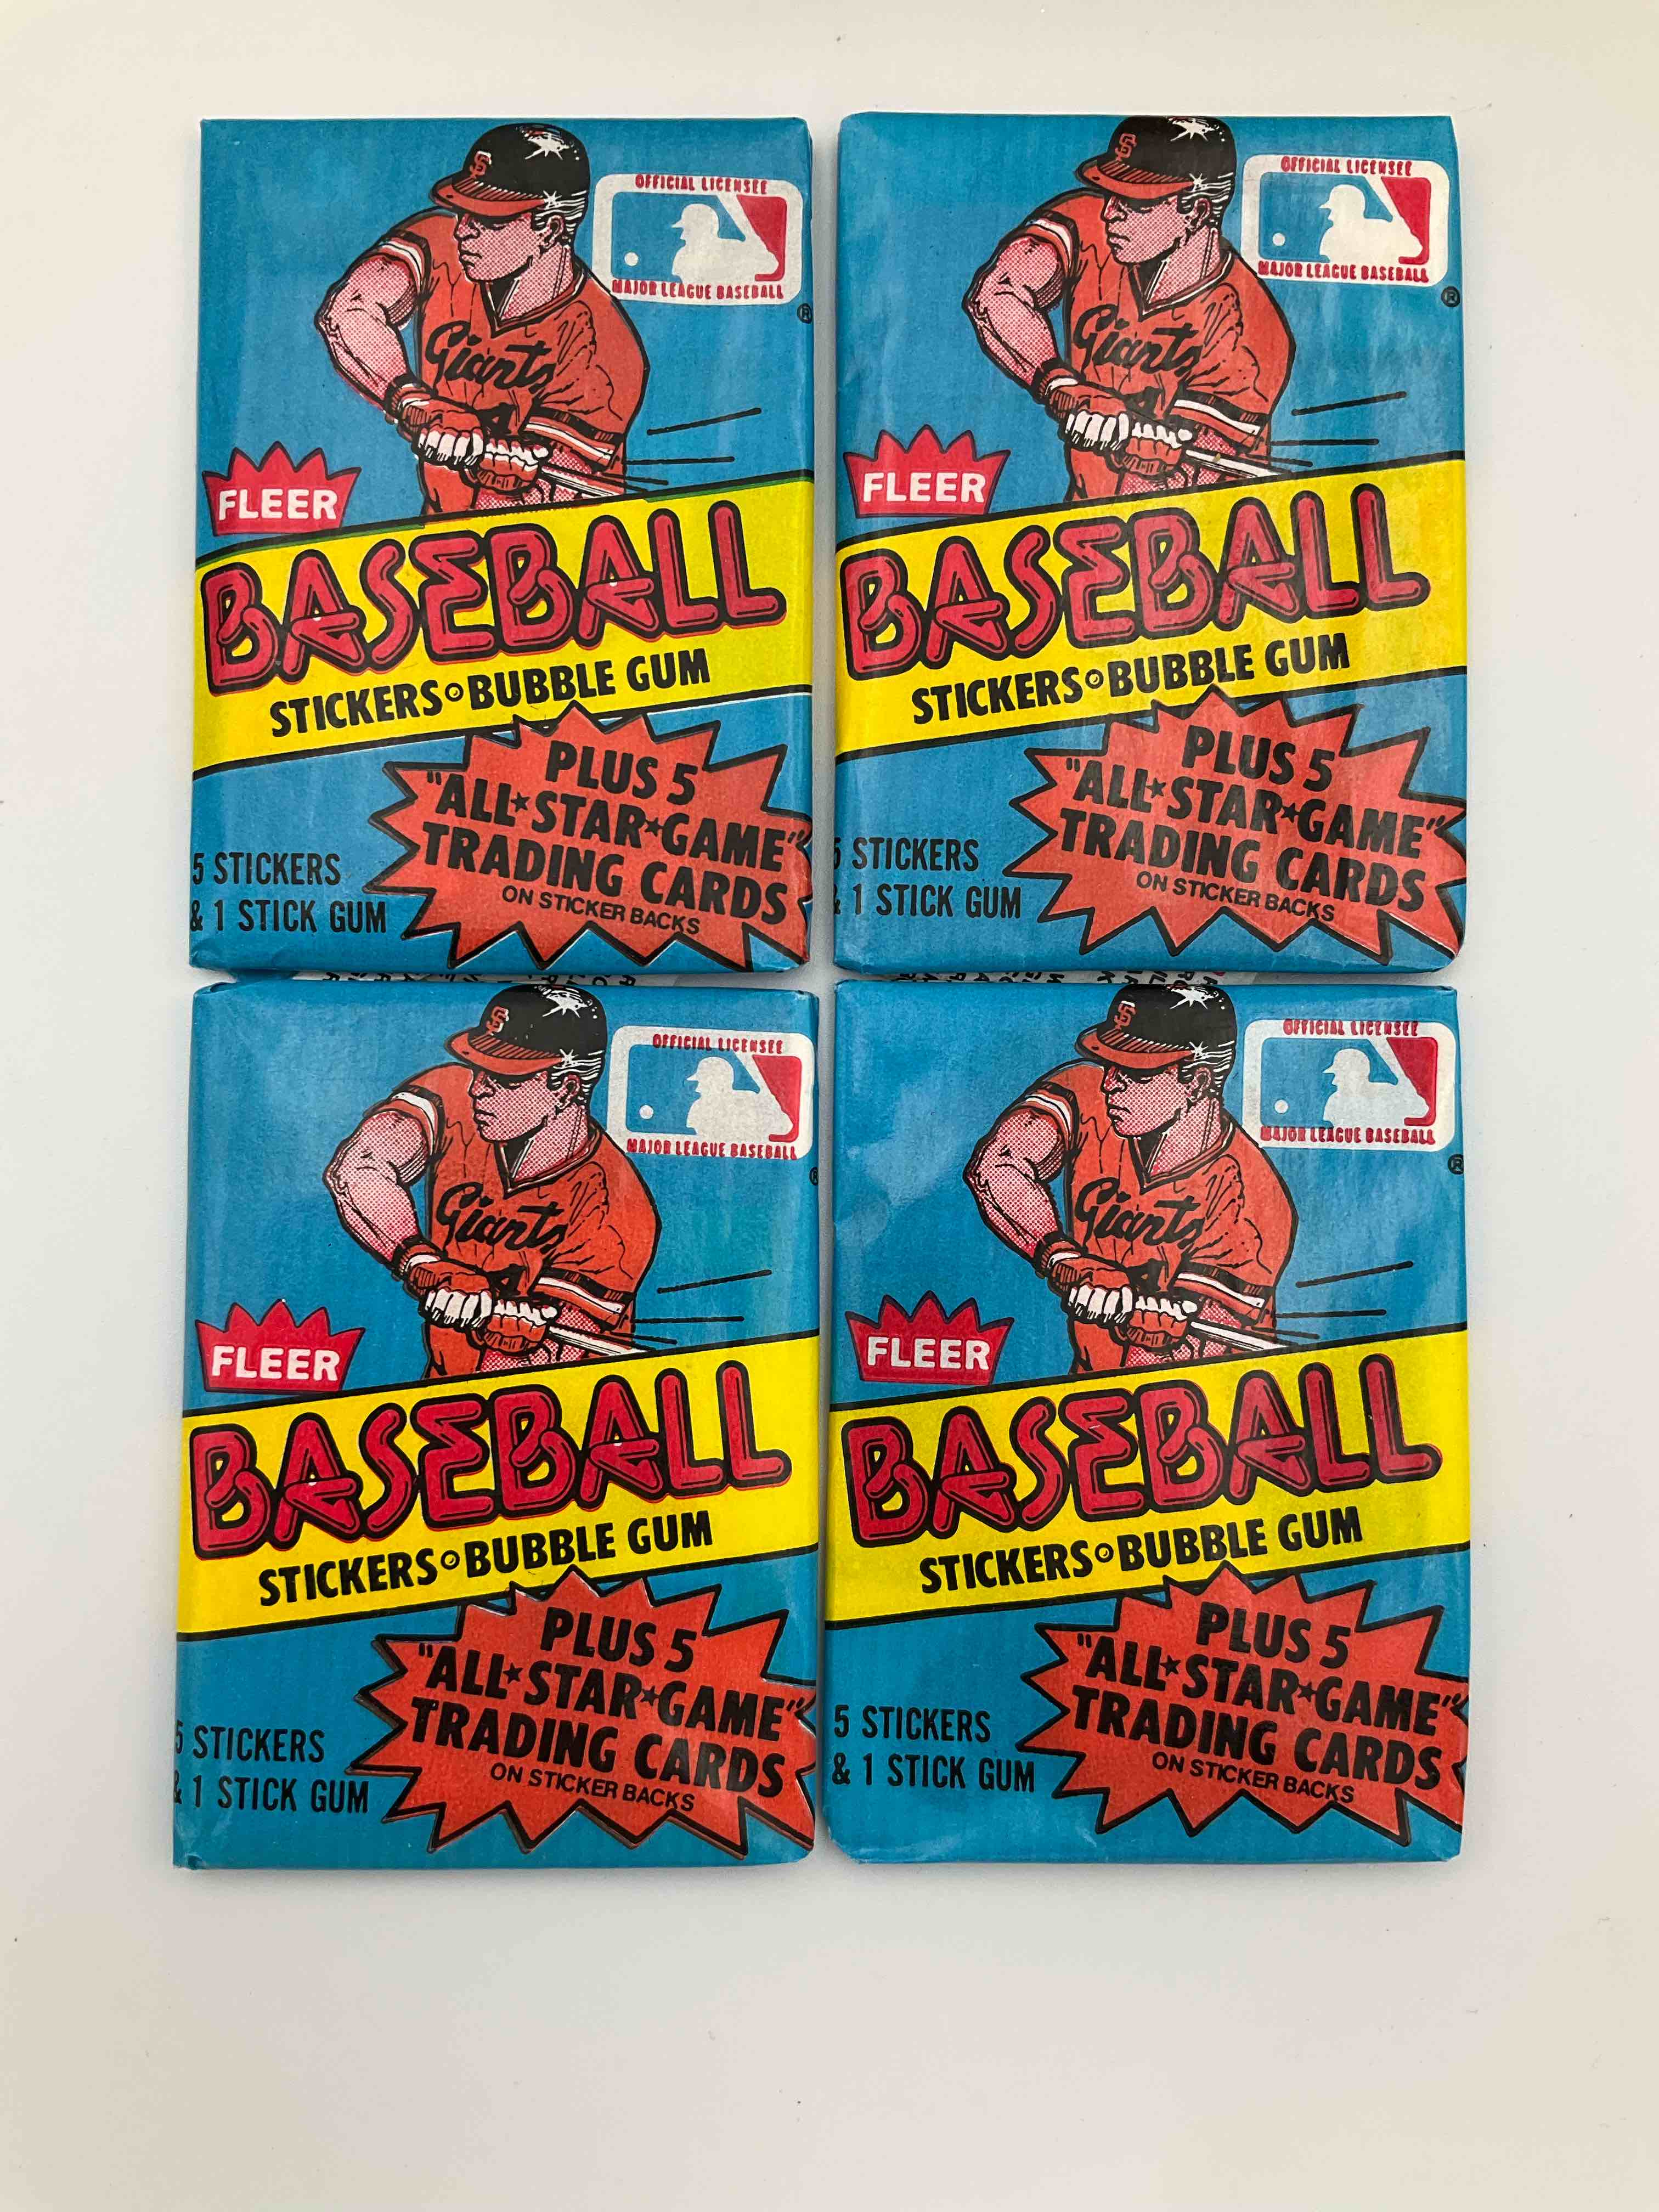 SF
OFFICIAL LICENSEE
MAJOR LEAGUE BASEBALL
®
Giants
FLEER
BASEBALL
STICKERS BUBBLE GUM
PLUS 5
"ALL★STAR★GAME"
TRADING CARDS
ON STICKER BACKS
5 STICKERS
& 1 STICK GUM
SF
OFFICIAL LICENSEE
MAJOR LEAGUE BASEBALL
®
Giants
FLEER
BASEBALL
STICKERS BUBBLE GUM
PLUS 5
"ALL★STAR★GAME"
TRADING CARDS
ON STICKER BACKS
5 STICKERS
& 1 STICK GUM
SF
OFFICIAL LICENSEE
MAJOR LEAGUE BASEBALL
®
Giants
FLEER
BASEBALL
STICKERS BUBBLE GUM
PLUS 5
"ALL★STAR★GAME"
TRADING CARDS
ON STICKER BACKS
5 STICKERS
& 1 STICK GUM
SF
OFFICIAL LICENSEE
MAJOR LEAGUE BASEBALL
®
Giants
FLEER
BASEBALL
STICKERS BUBBLE GUM
PLUS 5
"ALL★STAR★GAME"
TRADING CARDS
ON STICKER BACKS
5 STICKERS
& 1 STICK GUM